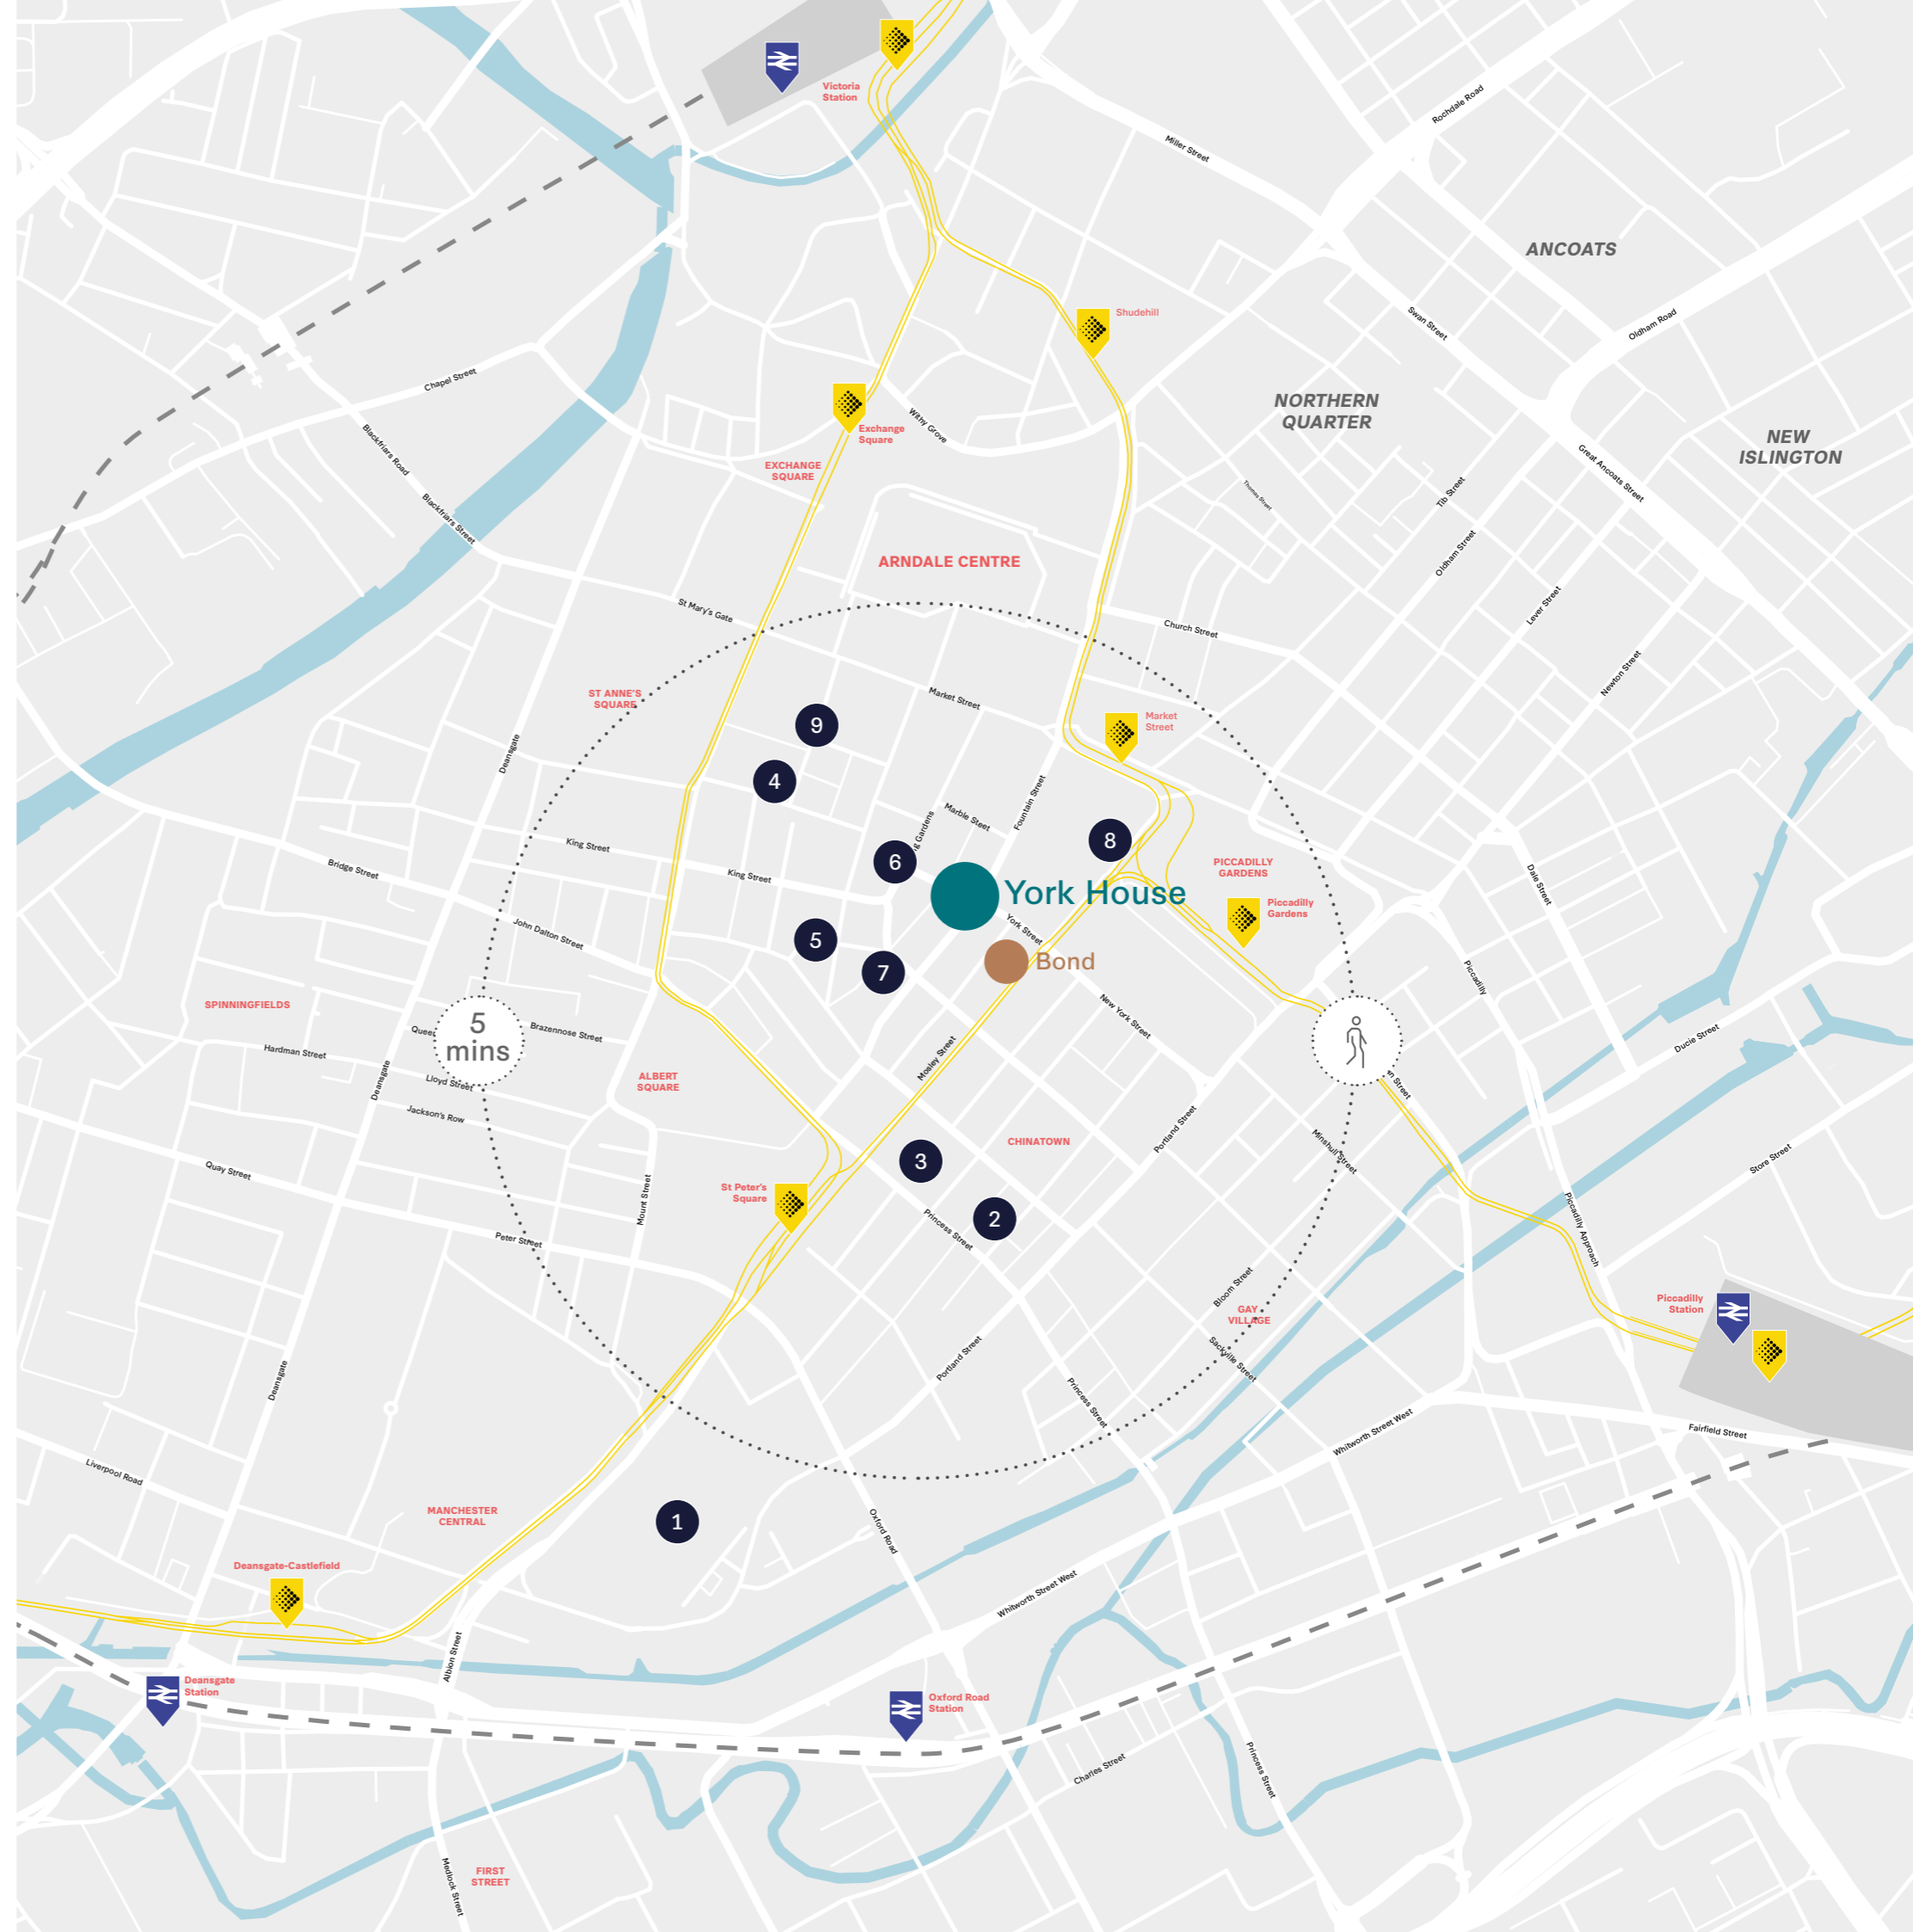 Victoria
Station
Miller Street
Rochdale Road
ANCOATS
Shudehill
Swan Street
Oldham Road
Chapel Street
NORTHERN
QUARTER
Withy Grove
Exchange
Square
EXCHANGE
SQUARE
Blackfriars Road
Blackfriars Street
NEW
ISLINGTON
Great Ancoats Street
Tib Street
Thomas Street
Oldham Street
ARNDALE CENTRE
St Mary's Gate
Church Street
Lever Street
Newton Street
ST ANNE'S
SQUARE
Market Street
Market
Street
Deansgate
9
4
Fountain Street
Marble Steet
g Gardens
8
King Street
King Street
6
PICCADILLY
GARDENS
Bridge Street
Dale Street
York House
Piccadilly
Gardens
York Street
John Dalton Street
5
7
Bond
Piccadilly
SPINNINGFIELDS
5
mins
Quee
Brazennose Street
New York Street
Hardman Street
Ducie Street
Deansgate
Lloyd Street
Mosley Street
ALBERT
SQUARE
n Street
Jackson's Row
Portland Street
CHINATOWN
Minshull Street
3
Quay Street
Store Street
Mount Street
St Peter's
Square
2
Princess Street
Peter Street
Piccadilly Approach
Bloom Street
GAY
VILLAGE
Piccadilly
Station
Sackville Street
Portland Street
Deansgate
Princess Street
Whitworth Street West
Fairfield Street
Liverpool Road
MANCHESTER
CENTRAL
1
Oxford Road
Deansgate-Castlefield
Whitworth Street West
Albion Street
Deansgate
Station
Oxford Road
Station
Charles Street
Princess Street
FIRST
STREET
Medlock Street